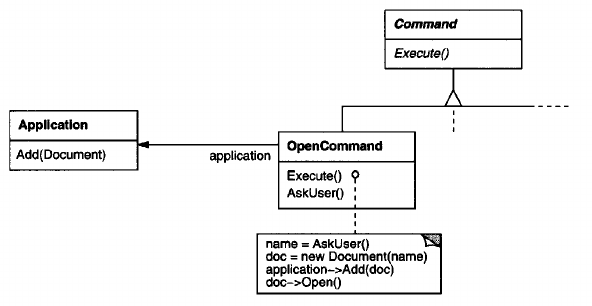 Command
Execute()
Application
Add(Document)
application
OpenCommand
Execute()
AskUser()
name = AskUser()
doc = new Document(name)
application->Add(doc)
doc->Open()